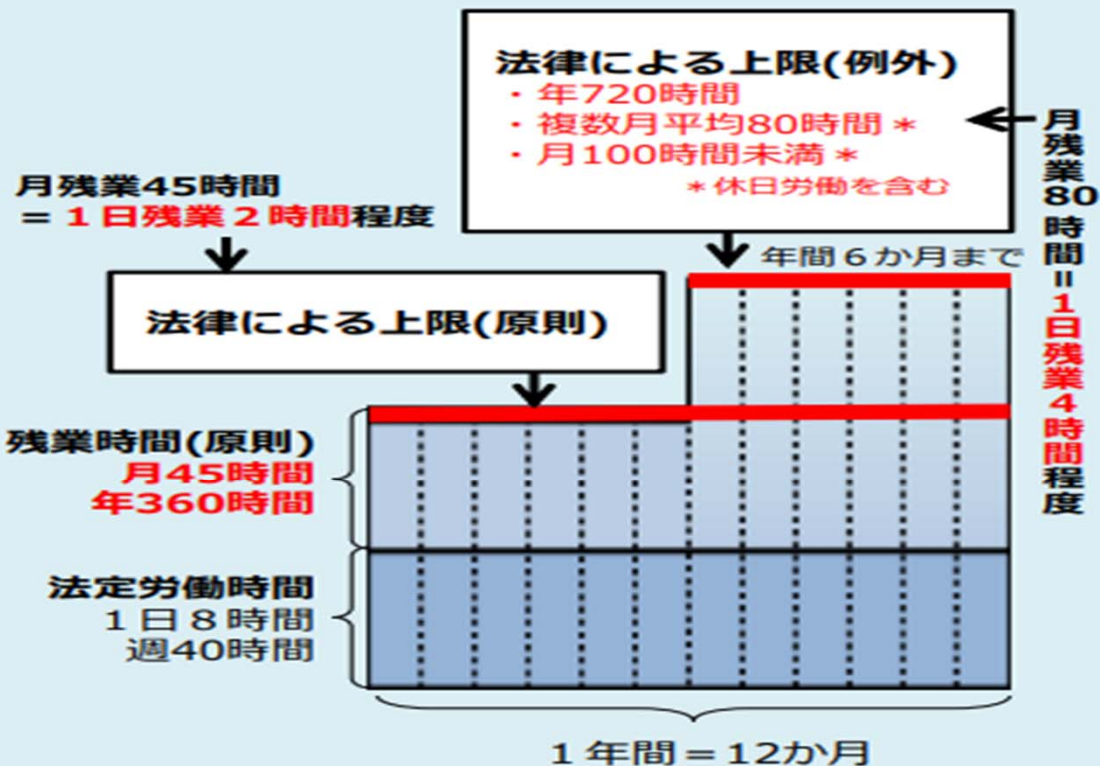 法律による上限(例外)
・年720時間
・複数月平均80時間＊
・月100時間未満＊
＊休日労働を含む
月残業80時間＝1日残業4時間程度
月残業45時間
＝１日残業２時間程度
年間６か月まで
法律による上限(原則)
残業時間(原則)
月45時間
年360時間
法定労働時間
１日８時間
週40時間
１年間＝12か月